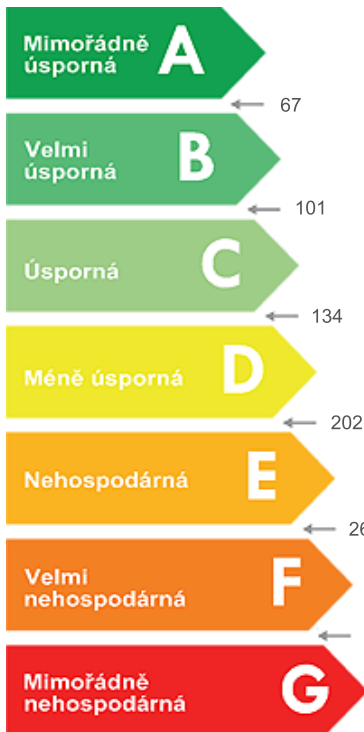 Mimořádně
úsporná
A
67
Velmi
úsporná
B
101
Úsporná
C
134
Méně úsporná
D
202
Nehospodárná
E
Velmi
nehospodárná
F
Mimořádně
nehospodárná
G